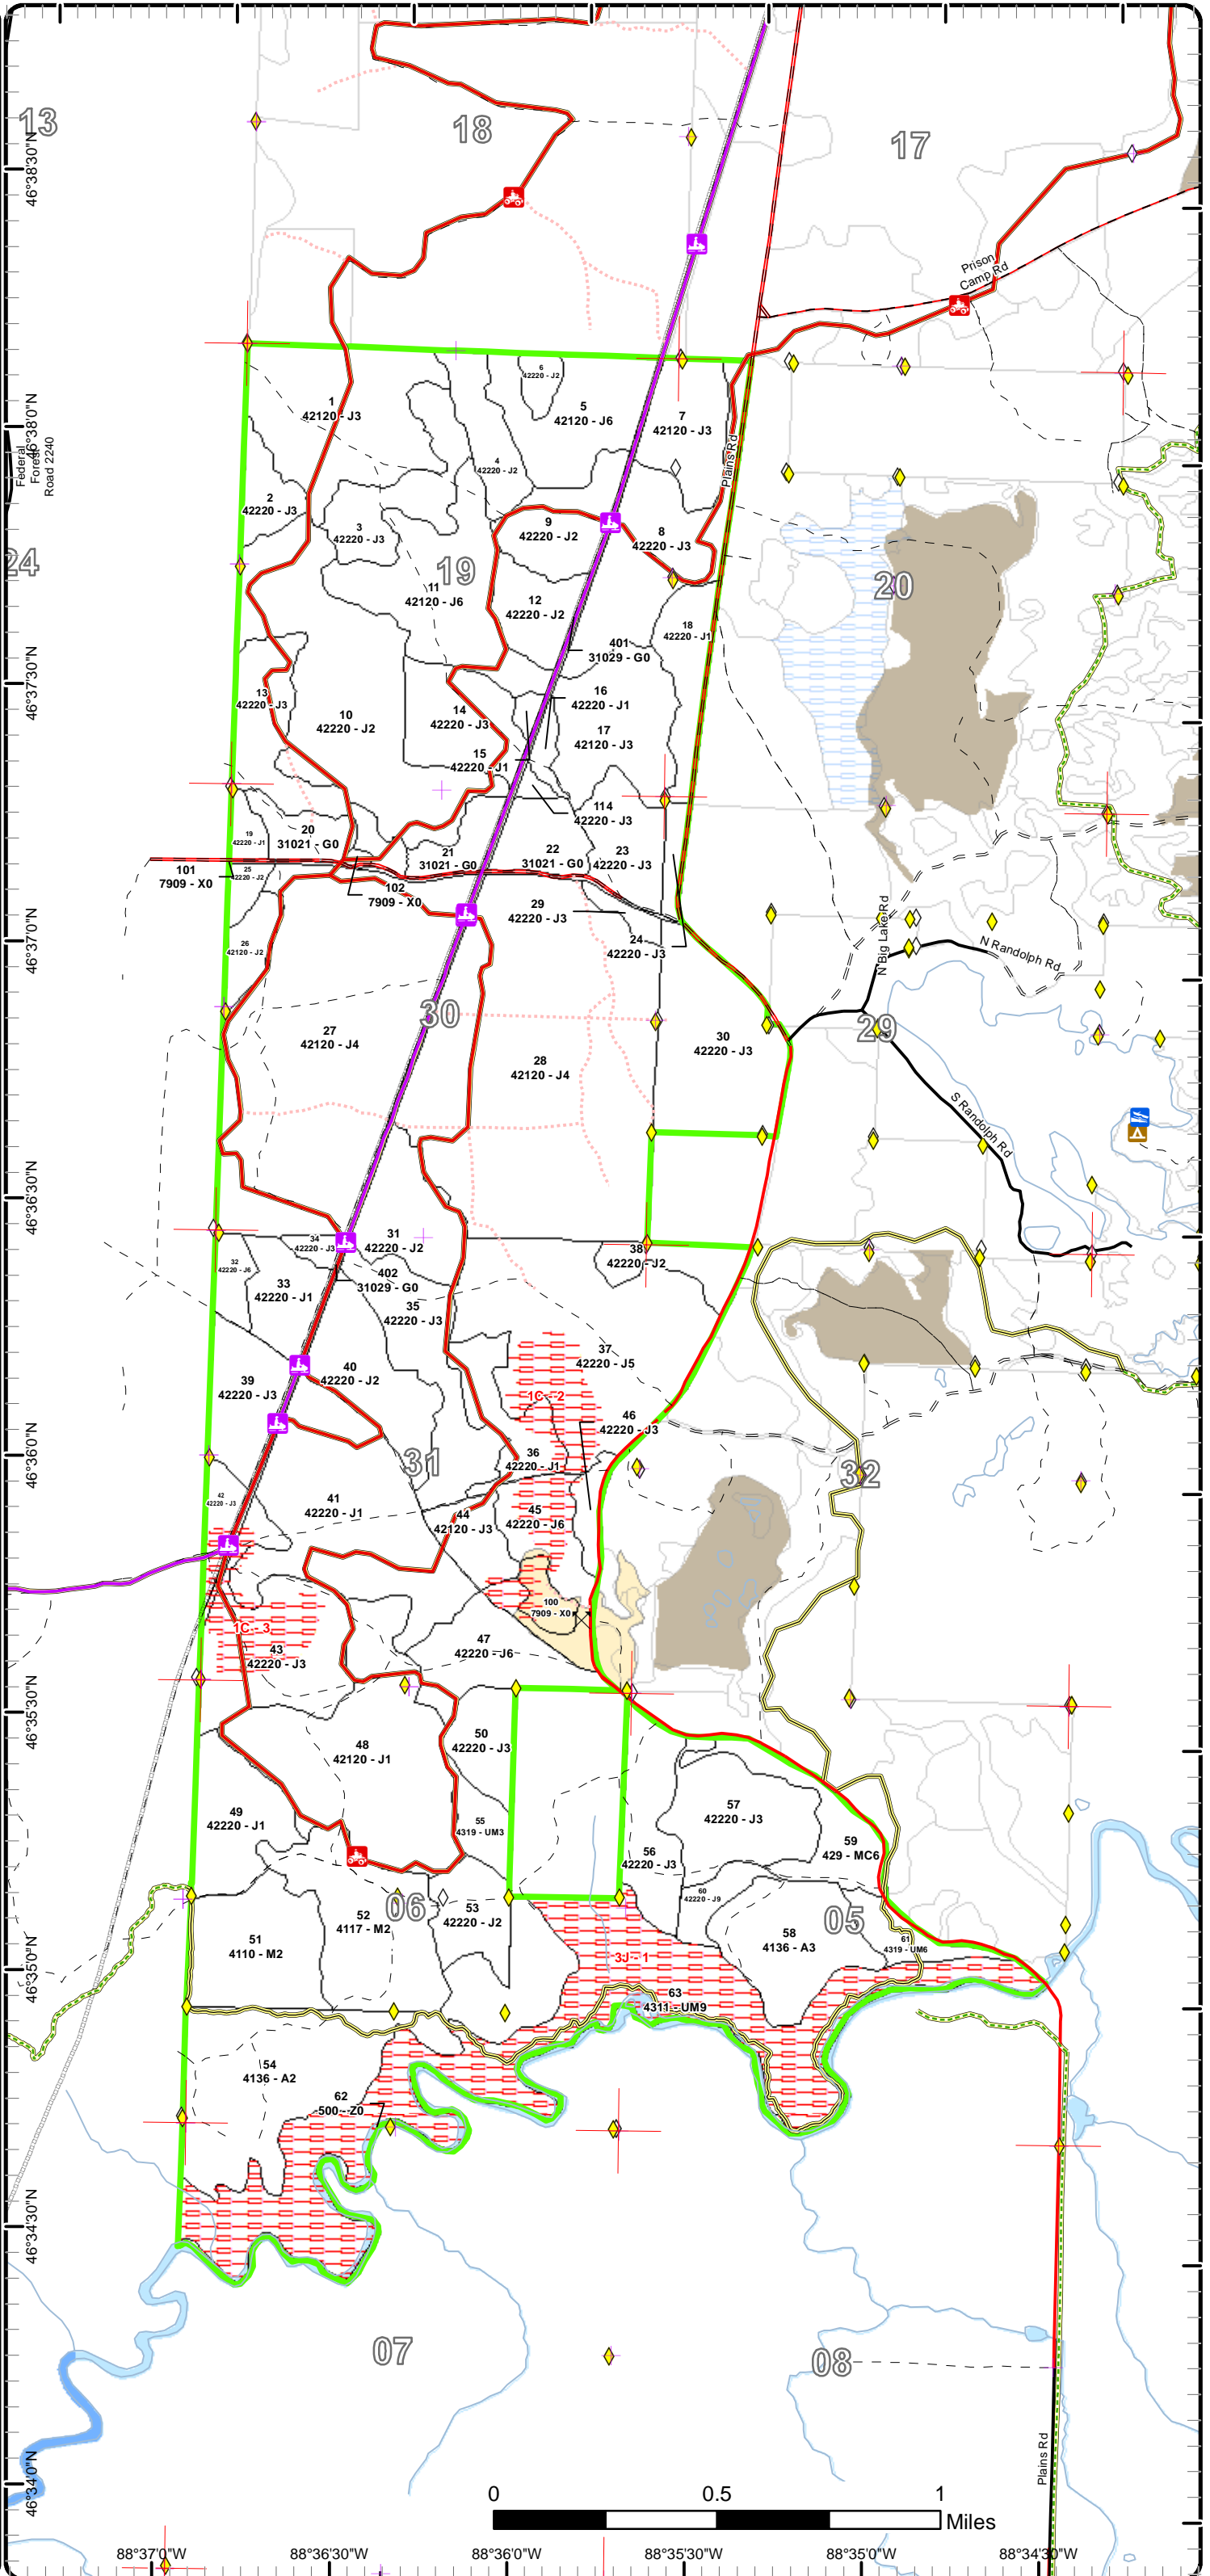 13
18
17
46°38'30"N
Prison
Camp Rd
6
42220 - J2
1
42120 - J3
5
42120 - J6
7
42120 - J3
46°38'0"N
Federal
Forest
Road 2240
Plains Rd
4
42220 - J2
2
42220 - J3
3
42220 - J3
9
42220 - J2
8
42220 - J3
24
19
20
11
42120 - J6
12
42220 - J2
18
42220 - J1
401
31029 - G0
46°37'30"N
13
42220 - J3
10
42220 - J2
14
42220 - J3
16
42220 - J1
17
42120 - J3
15
42220 - J1
114
42220 - J3
19
42220 - J1
20
31021 - G0
21
31021 - G0
22
31021 - G0
23
42220 - J3
101
7909 - X0
25
42220 - J2
102
7909 - X0
29
42220 - J3
24
42220 - J3
N Big Lake Rd
N Randolph Rd
46°37'0"N
26
42120 - J2
30
29
27
42120 - J4
28
42120 - J4
30
42220 - J3
S Randolph Rd
46°36'30"N
34
42220 - J3
31
42220 - J2
32
42220 - J6
33
42220 - J1
402
31029 - G0
38
42220 - J2
35
42220 - J3
37
42220 - J5
40
42220 - J2
39
42220 - J3
1C - 2
46
42220 - J3
46°36'0"N
31
32
36
42220 - J1
42
42220 - J3
41
42220 - J1
44
42120 - J3
45
42220 - J6
100
7909 - X0
1C - 3
43
42220 - J3
47
42220 - J6
46°35'30"N
48
42120 - J1
50
42220 - J3
49
42220 - J1
55
4319 - UM3
57
42220 - J3
56
42220 - J3
59
429 - MC6
60
42220 - J9
06
05
51
4110 - M2
52
4117 - M2
53
42220 - J2
58
4136 - A3
61
4319 - UM6
3J - 1
46°35'0"N
63
4311 - UM9
54
4136 - A2
62
500 - Z0
46°34'30"N
07
08
Plains Rd
46°34'0"N
0 0.5 1
Miles
88°37'0"W 88°36'30"W 88°36'0"W 88°35'30"W 88°35'0"W 88°34'30"W